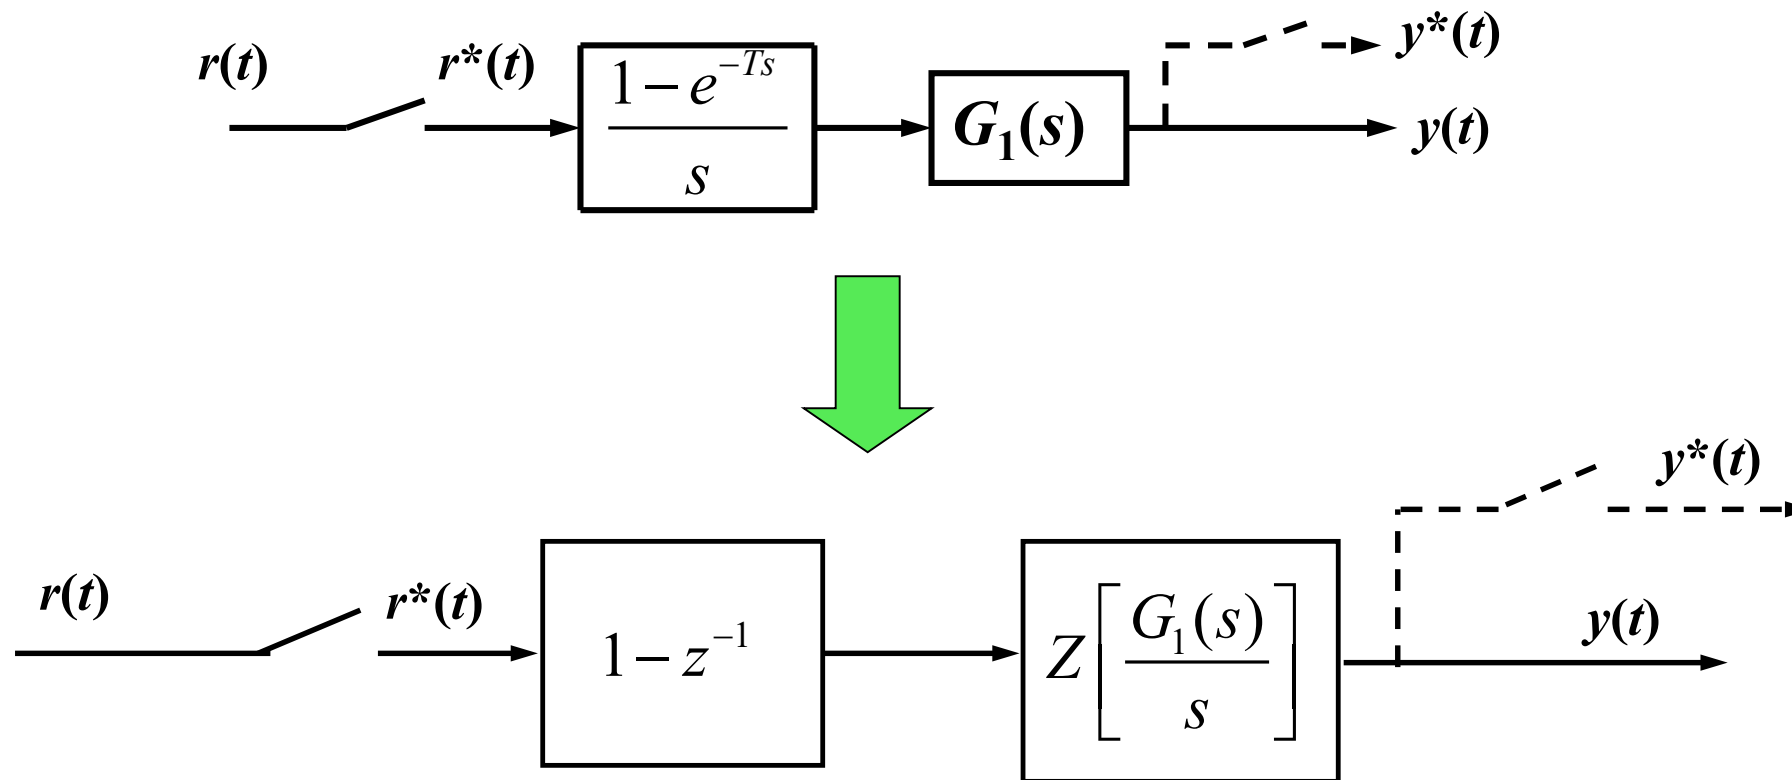 r(t) r*(t) 1 − e^{−Ts} / s G₁(s) y*(t)
y(t)
r(t) r*(t) 1 − z^{−1} Z[G₁(s) / s] y*(t)
y(t)